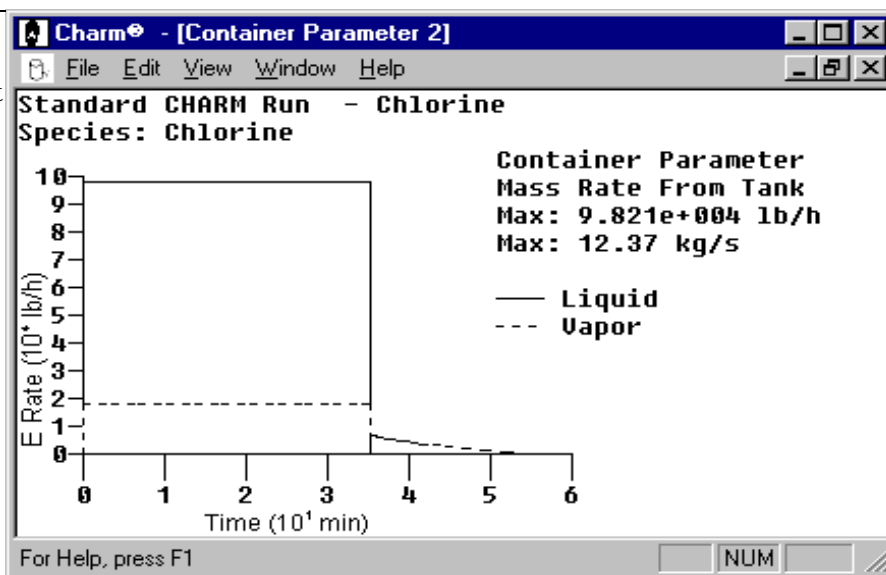 Charm® - [Container Parameter 2]
File Edit View Window Help
t
Standard CHARM Run - Chlorine
Species: Chlorine
Container Parameter
Mass Rate From Tank
Max: 9.821e+004 lb/h
Max: 12.37 kg/s
Liquid
Vapor
E Rate (10⁴ lb/h)
10
9
8
7
6
5
4
3
2
1
0
0 1 2 3 4 5 6
Time (10¹ min)
For Help, press F1
NUM